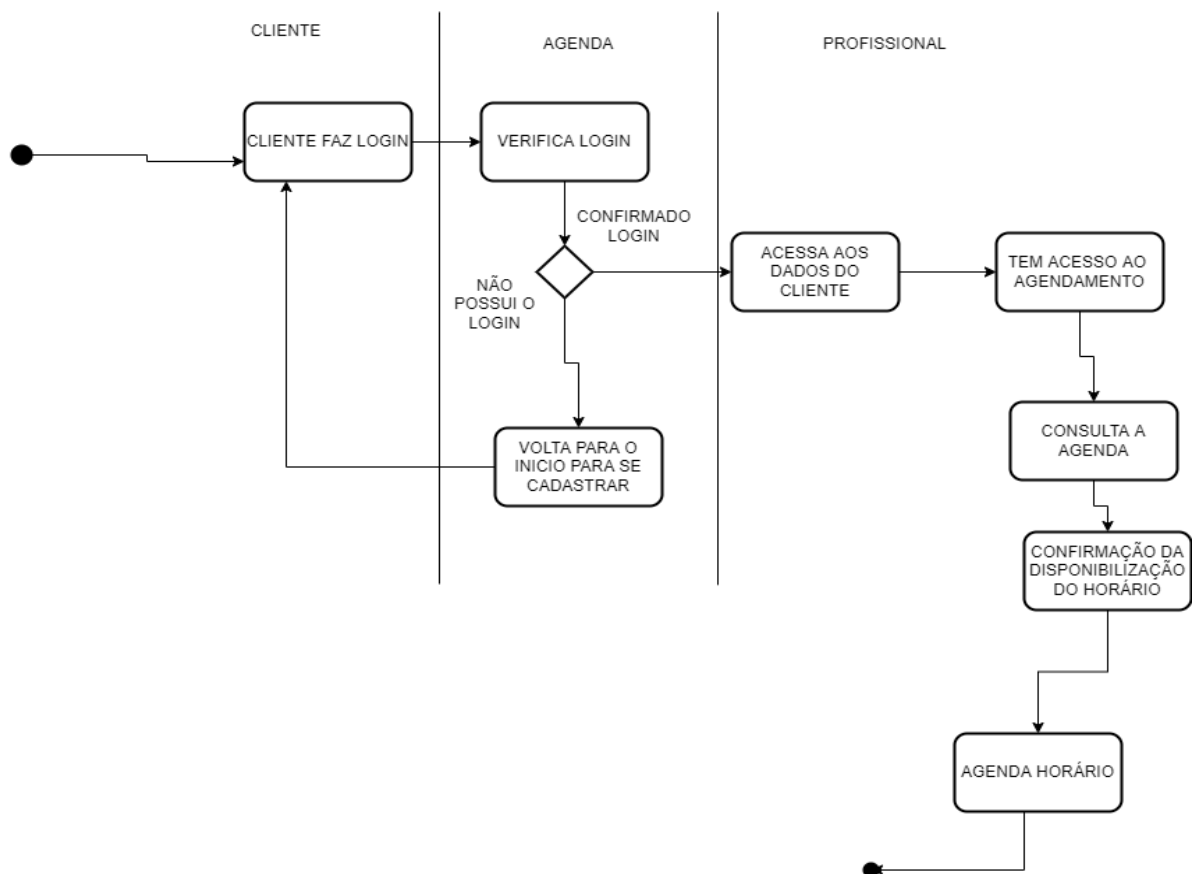 CLIENTE
AGENDA
PROFISSIONAL
CLIENTE FAZ LOGIN
VERIFICA LOGIN
CONFIRMADO
LOGIN
NÃO
POSSUI O
LOGIN
ACESSA AOS
DADOS DO
CLIENTE
TEM ACESSO AO
AGENDAMENTO
VOLTA PARA O
INICIO PARA SE
CADASTRAR
CONSULTA A
AGENDA
CONFIRMAÇÃO DA
DISPONIBILIZAÇÃO
DO HORÁRIO
AGENDA HORÁRIO